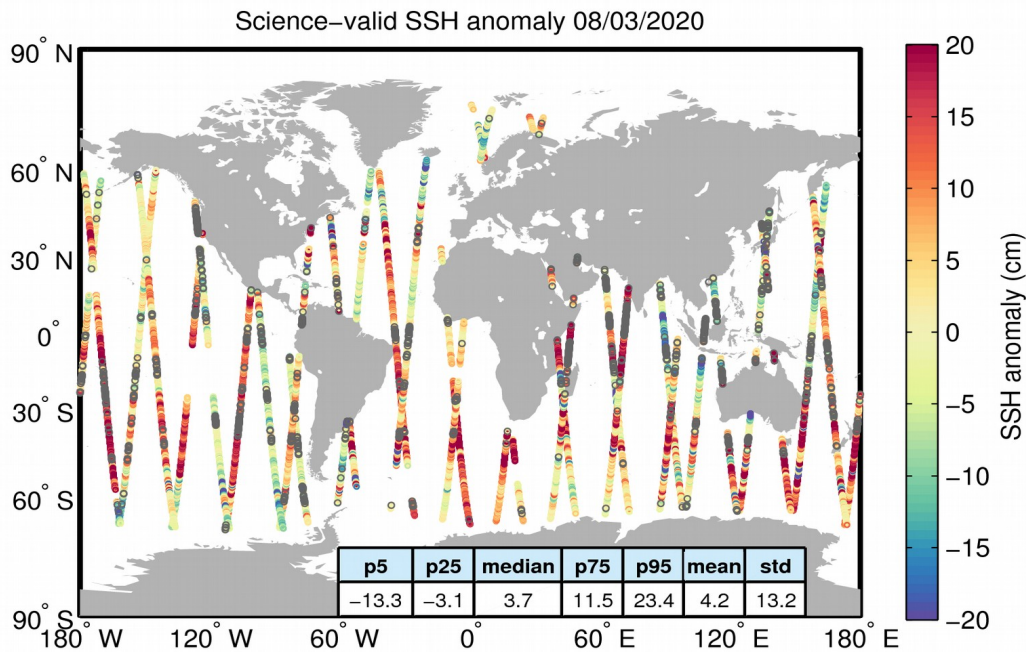 Science−valid SSH anomaly 08/03/2020
90° N
60° N
30° N
0°
30° S
60° S
90° S
180° W
120° W
60° W
0°
60° E
120° E
180° E
p5 p25 median p75 p95 mean std
−13.3 −3.1 3.7 11.5 23.4 4.2 13.2
20
15
10
5
0
−5
−10
−15
−20
SSH anomaly (cm)